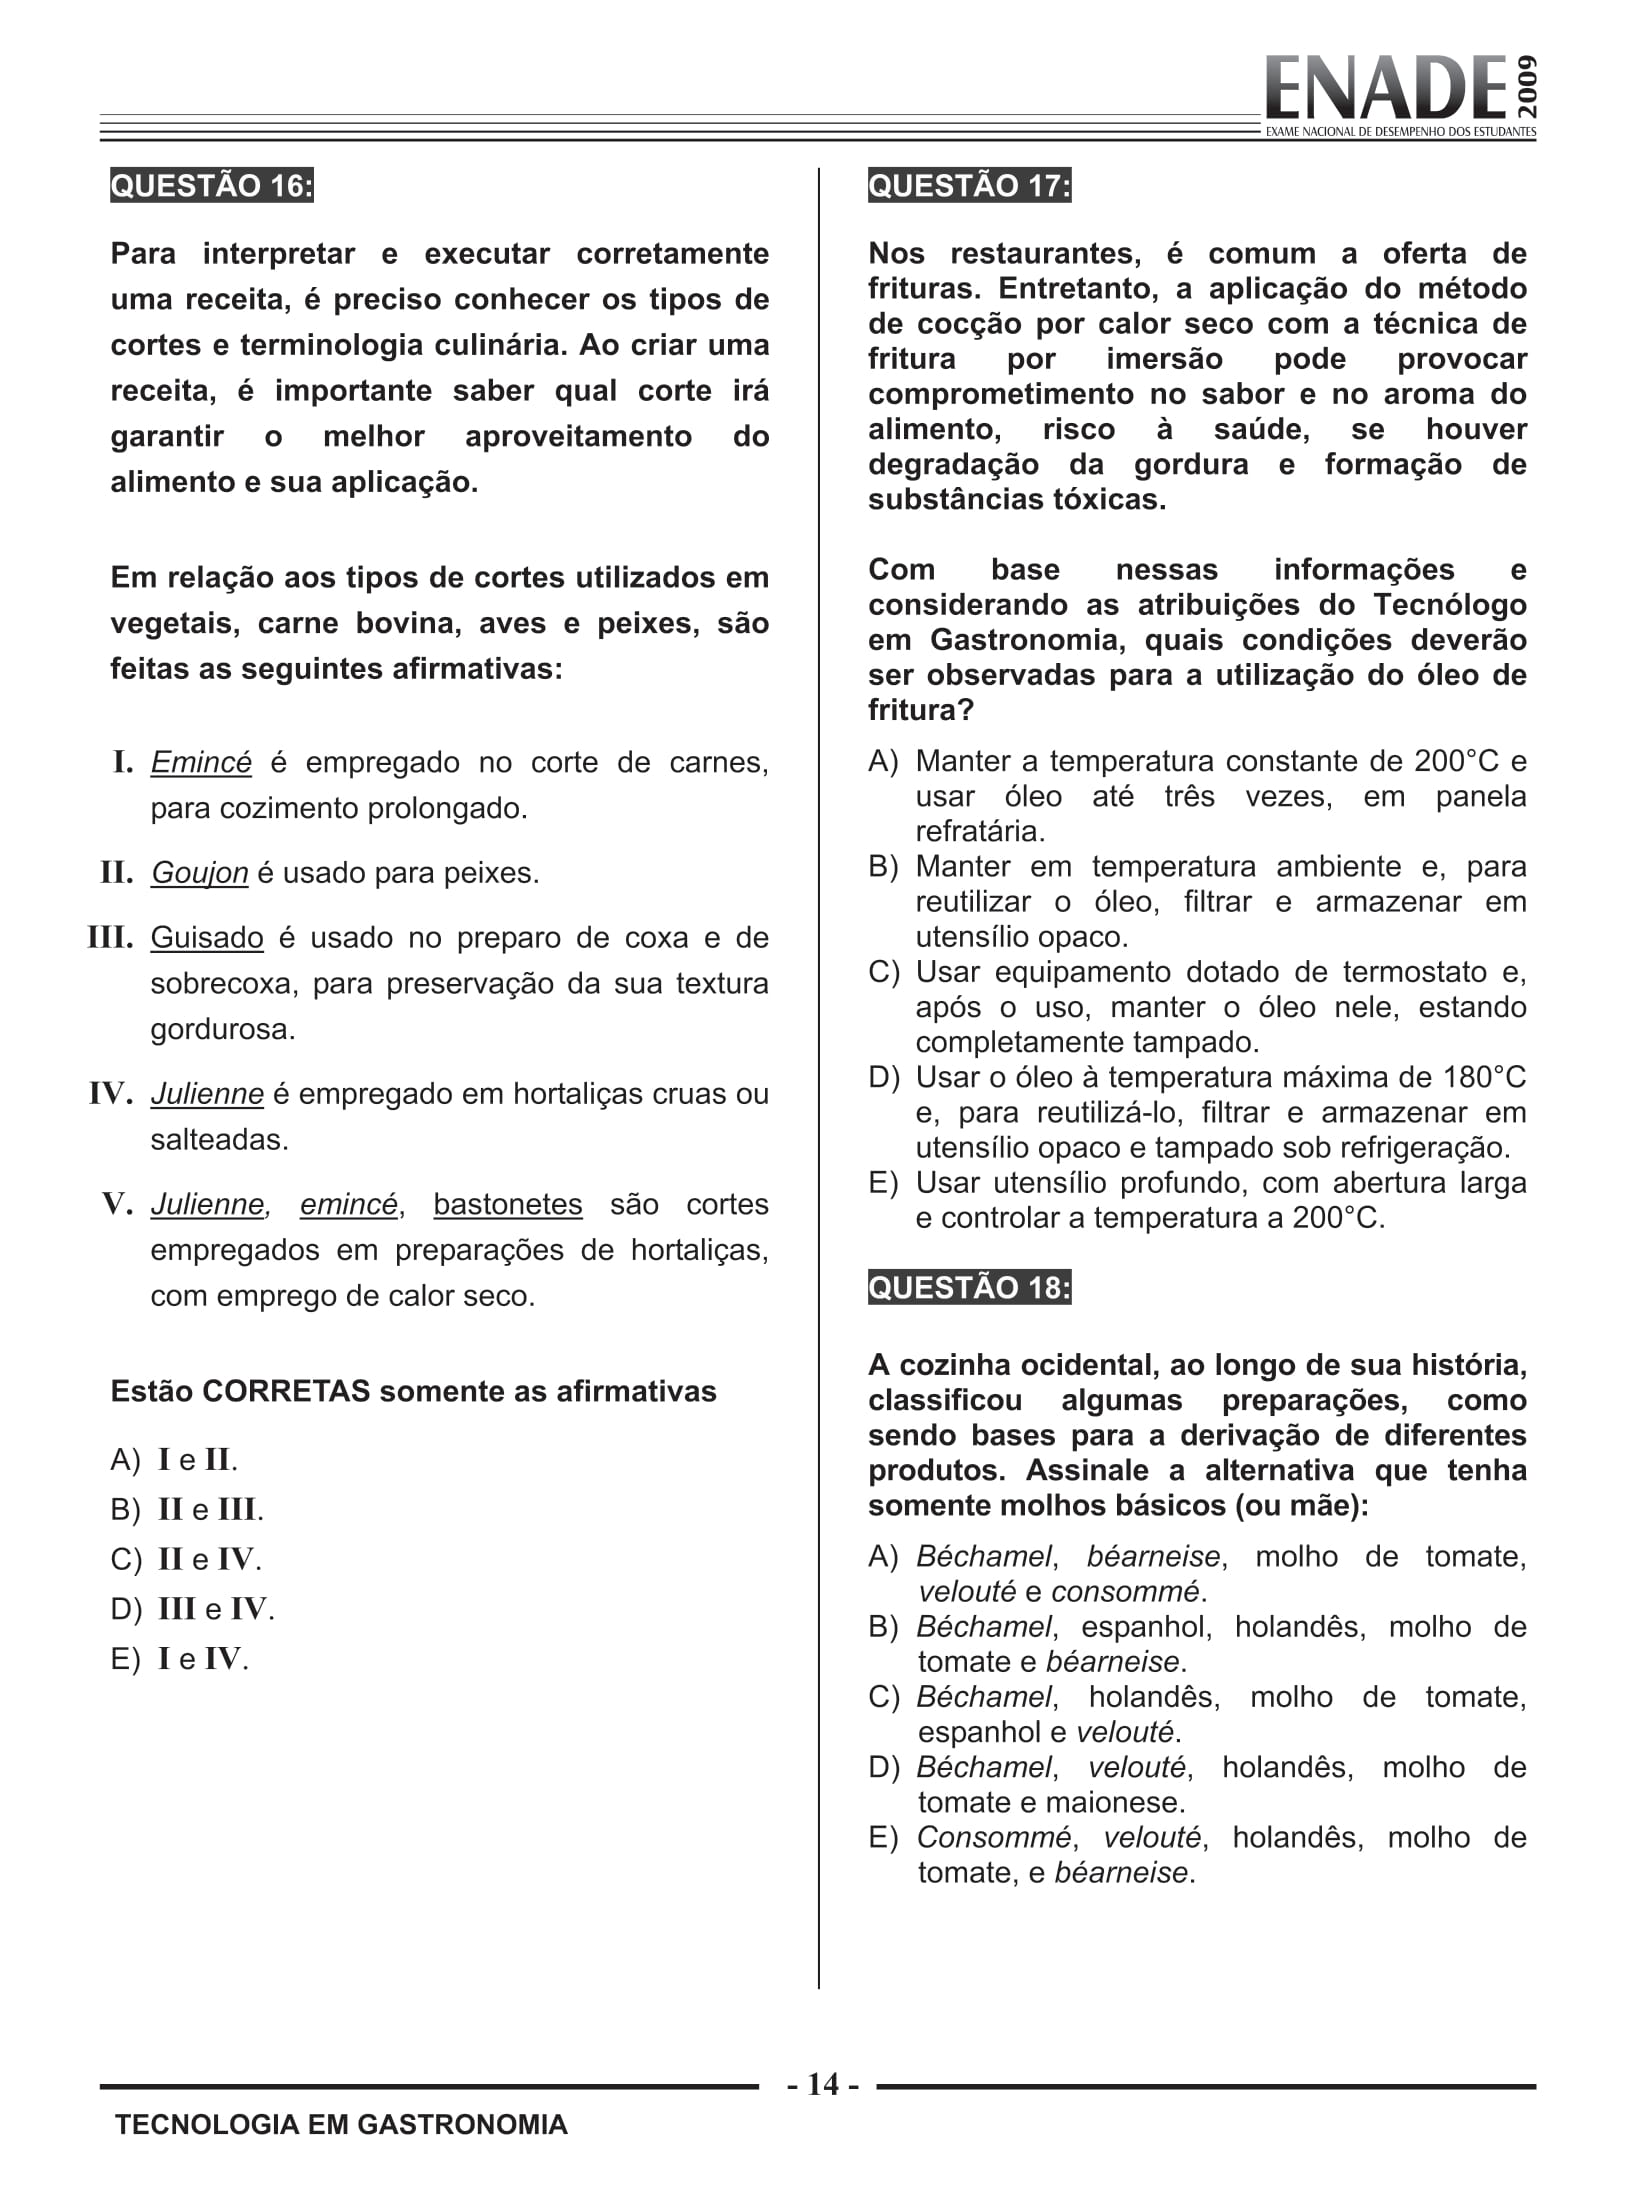 ENADE 2009
EXAME NACIONAL DE DESEMPENHO DOS ESTUDANTES
QUESTÃO 16:
Para interpretar e executar corretamente
uma receita, é preciso conhecer os tipos de
cortes e terminologia culinária. Ao criar uma
receita, é importante saber qual corte irá
garantir o melhor aproveitamento do
alimento e sua aplicação.
Em relação aos tipos de cortes utilizados em
vegetais, carne bovina, aves e peixes, são
feitas as seguintes afirmativas:
I. Emincé é empregado no corte de carnes,
para cozimento prolongado.
II. Goujon é usado para peixes.
III. Guisado é usado no preparo de coxa e de
sobrecoxa, para preservação da sua textura
gordurosa.
IV. Julienne é empregado em hortaliças cruas ou
salteadas.
V. Julienne, emincé, bastonetes são cortes
empregados em preparações de hortaliças,
com emprego de calor seco.
Estão CORRETAS somente as afirmativas
A) I e II.
B) II e III.
C) II e IV.
D) III e IV.
E) I e IV.
QUESTÃO 17:
Nos restaurantes, é comum a oferta de
frituras. Entretanto, a aplicação do método
de cocção por calor seco com a técnica de
fritura por imersão pode provocar
comprometimento no sabor e no aroma do
alimento, risco à saúde, se houver
degradação da gordura e formação de
substâncias tóxicas.
Com base nessas informações e
considerando as atribuições do Tecnólogo
em Gastronomia, quais condições deverão
ser observadas para a utilização do óleo de
fritura?
A) Manter a temperatura constante de 200°C e
usar óleo até três vezes, em panela
refratária.
B) Manter em temperatura ambiente e, para
reutilizar o óleo, filtrar e armazenar em
utensílio opaco.
C) Usar equipamento dotado de termostato e,
após o uso, manter o óleo nele, estando
completamente tampado.
D) Usar o óleo à temperatura máxima de 180°C
e, para reutilizá-lo, filtrar e armazenar em
utensílio opaco e tampado sob refrigeração.
E) Usar utensílio profundo, com abertura larga
e controlar a temperatura a 200°C.
QUESTÃO 18:
A cozinha ocidental, ao longo de sua história,
classificou algumas preparações, como
sendo bases para a derivação de diferentes
produtos. Assinale a alternativa que tenha
somente molhos básicos (ou mãe):
A) Béchamel, béarneise, molho de tomate,
velouté e consommé.
B) Béchamel, espanhol, holandês, molho de
tomate e béarneise.
C) Béchamel, holandês, molho de tomate,
espanhol e velouté.
D) Béchamel, velouté, holandês, molho de
tomate e maionese.
E) Consommé, velouté, holandês, molho de
tomate, e béarneise.
- 14 -
TECNOLOGIA EM GASTRONOMIA